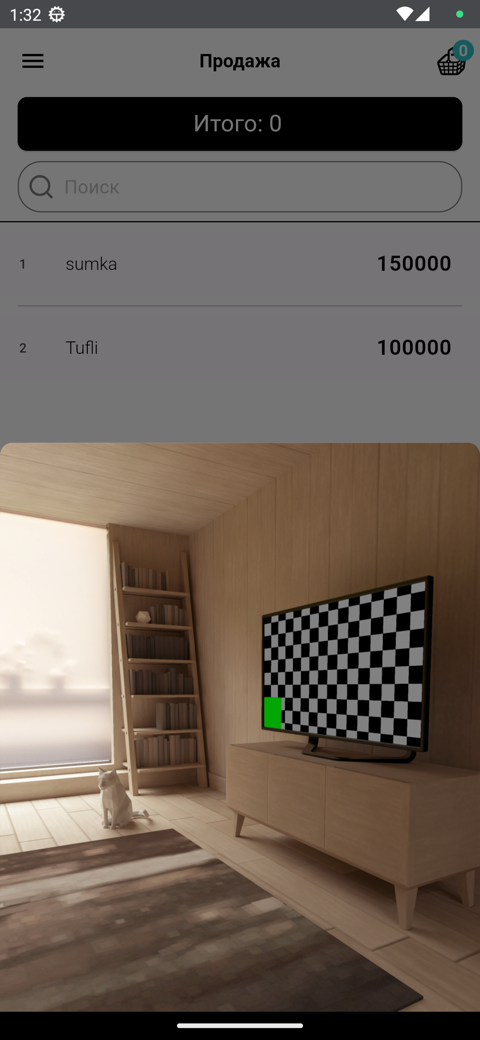 1:32
Продажа
0
Итого: 0
Поиск
1 sumka 150000
2 Tufli 100000